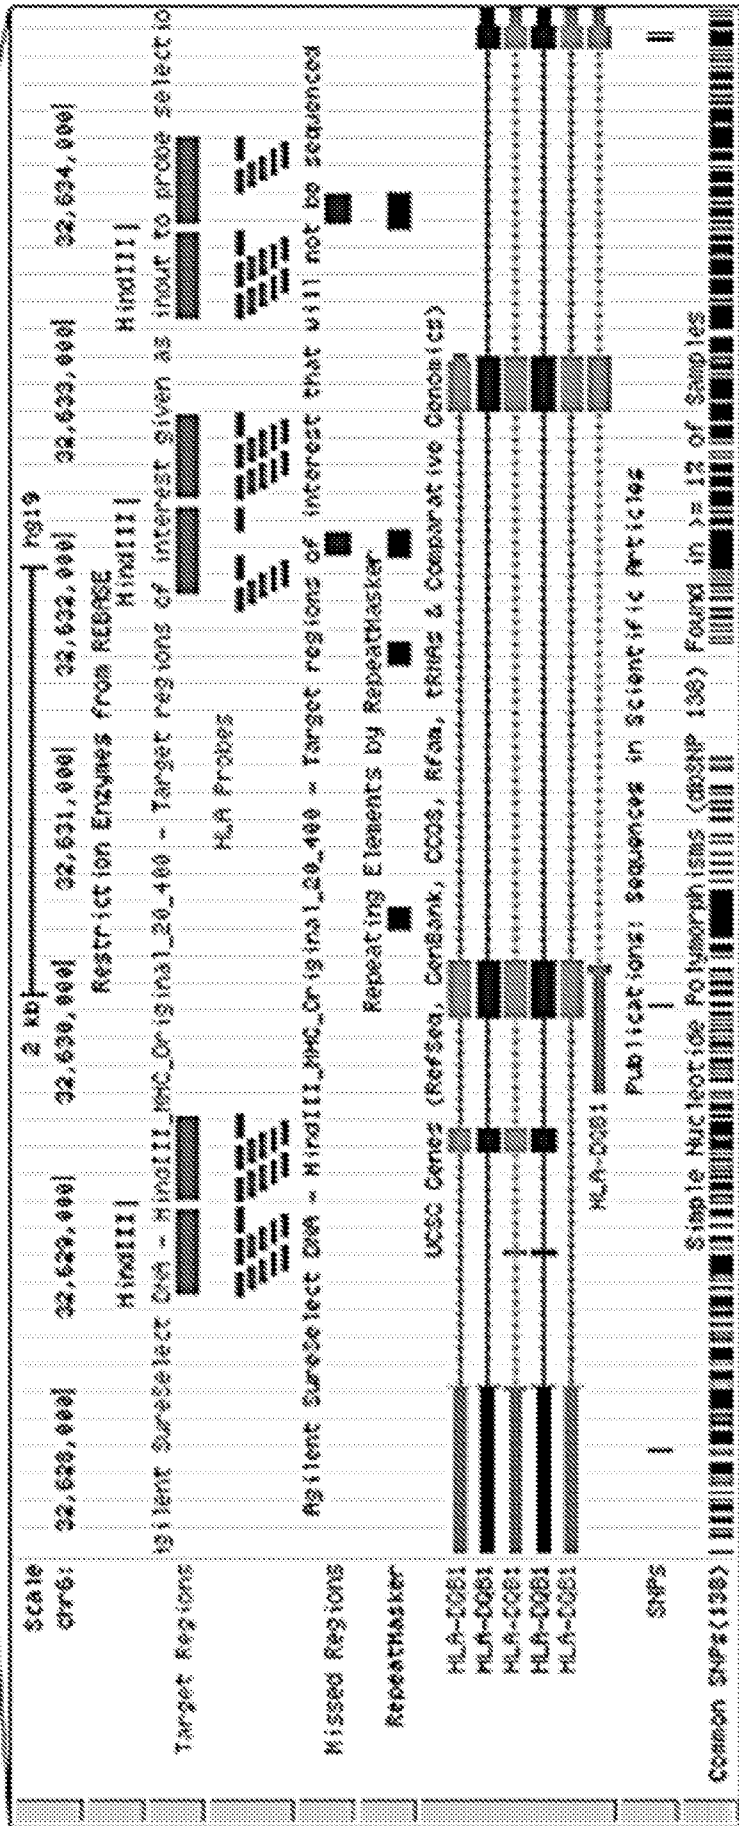 Scale
2 kb
hg19
chr6:
32,628,000|
32,629,000|
32,630,000|
32,631,000|
32,632,000|
32,633,000|
32,634,000|
Restriction Enzymes from REBASE
HindIII|
HindIII|
HindIII|
gilent SureSelect DNA - HindIII_MHC_Original_20_400 - Target regions of interest given as input to probe selectio
Target Regions
HLA Probes
Agilent SureSelect DNA - HindIII_MHC_Original_20_400 - Target regions of interest that will not be sequenced
Missed Regions
Repeating Elements by RepeatMasker
RepeatMasker
UCSC Genes (RefSeq, GenBank, CCDS, Rfam, tRNAs & Comparative Genomics)
HLA-DQB1
HLA-DQB1
HLA-DQB1
HLA-DQB1
HLA-DQB1
HLA-DQB1
Publications: Sequences in Scientific Articles
SNPs
Simple Nucleotide Polymorphisms (dbSNP 138) Found in >= 1% of Samples
Common SNPs(138)